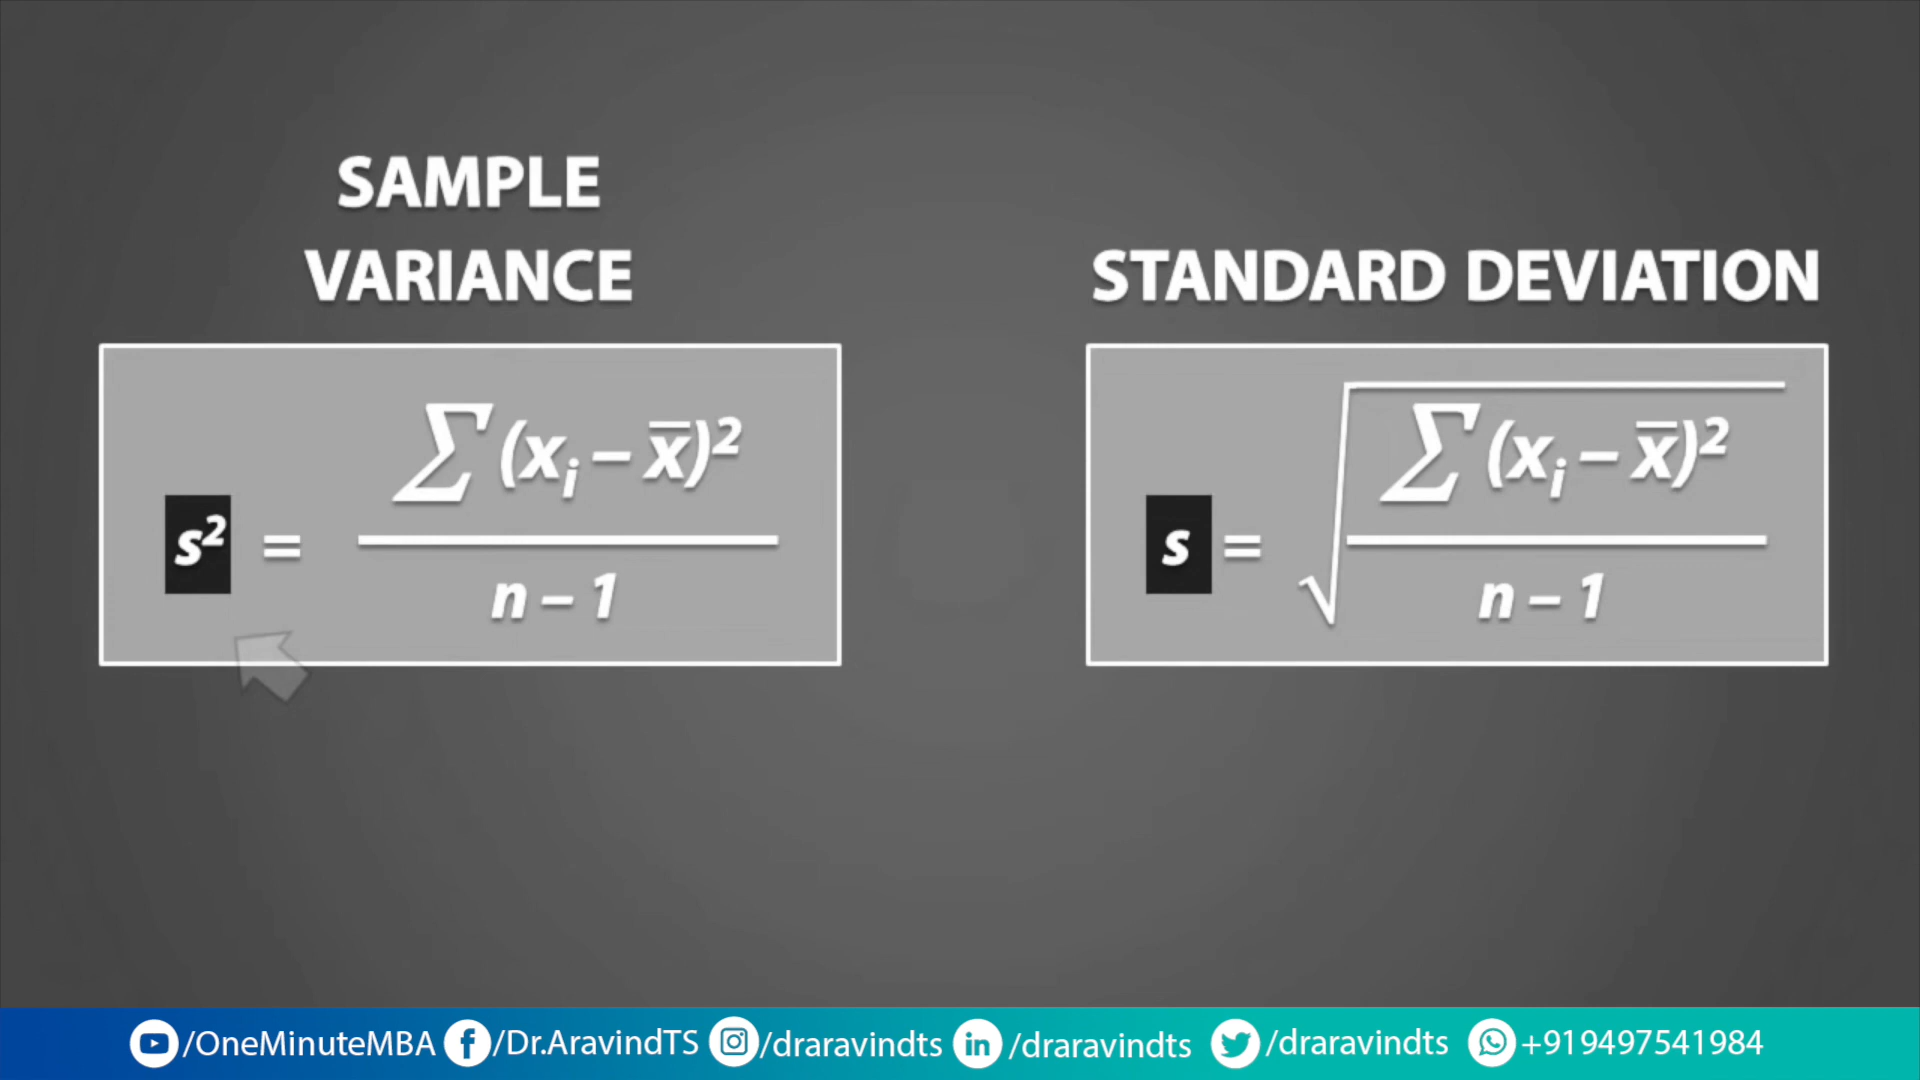 SAMPLE
VARIANCE
s² = Σ(xᵢ – x̅)² / n – 1
STANDARD DEVIATION
s = √Σ(xᵢ – x̅)² / n – 1
/OneMinuteMBA /Dr.AravindTS /draravindts /draravindts /draravindts +919497541984